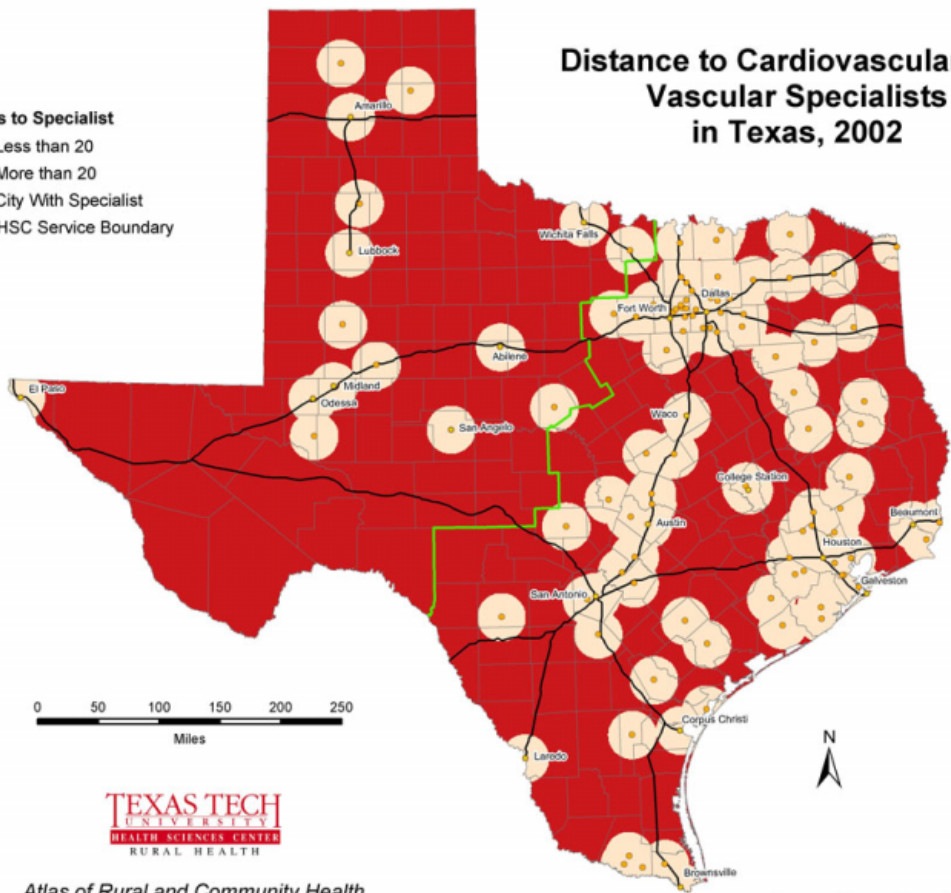 Distance to Cardiovascula
Vascular Specialists
in Texas, 2002
s to Specialist
Less than 20
More than 20
City With Specialist
HSC Service Boundary
Amarillo
Lubbock
Wichita Falls
Dallas
Fort Worth
Abilene
El Paso
Midland
Odessa
San Angelo
Waco
College Station
Beaumont
Austin
Houston
Galveston
San Antonio
Corpus Christi
Laredo
Brownsville
0 50 100 150 200 250
Miles
N
TEXAS TECH
UNIVERSITY
HEALTH SCIENCES CENTER
RURAL HEALTH
Atlas of Rural and Community Health